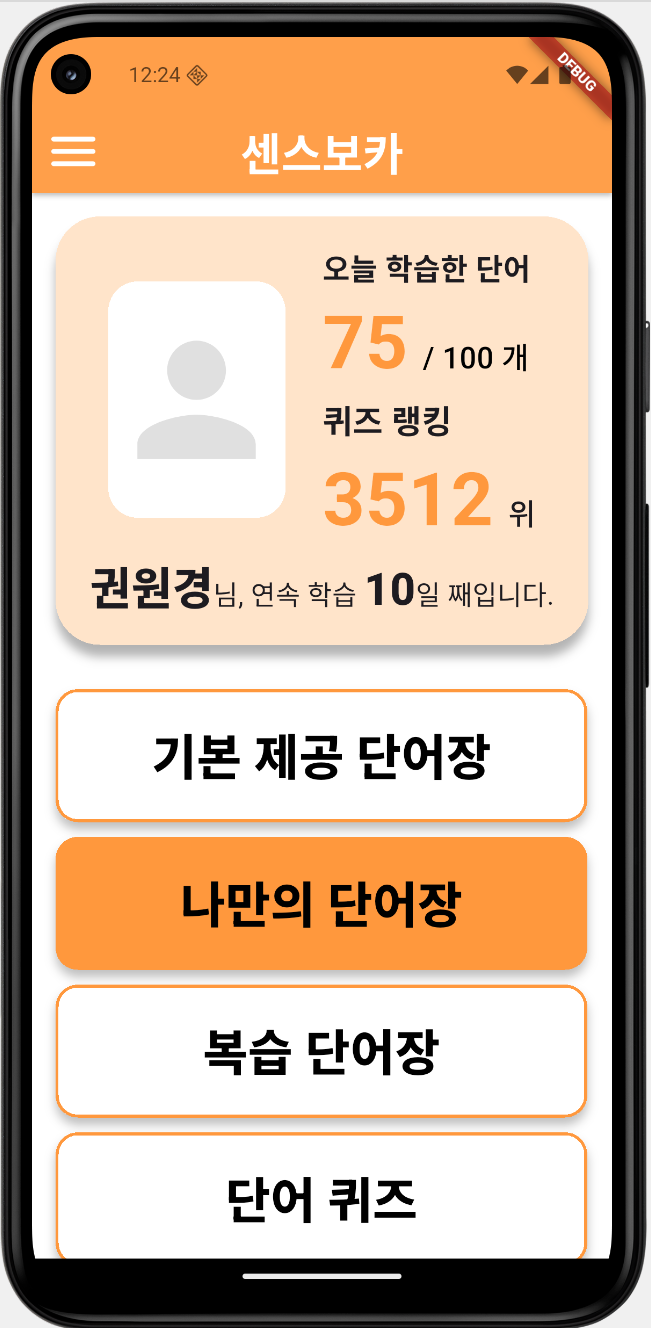 12:24
DEBUG
센스보카
오늘 학습한 단어
75 / 100 개
퀴즈 랭킹
3512 위
권원경님, 연속 학습 10일 째입니다.
기본 제공 단어장
나만의 단어장
복습 단어장
단어 퀴즈